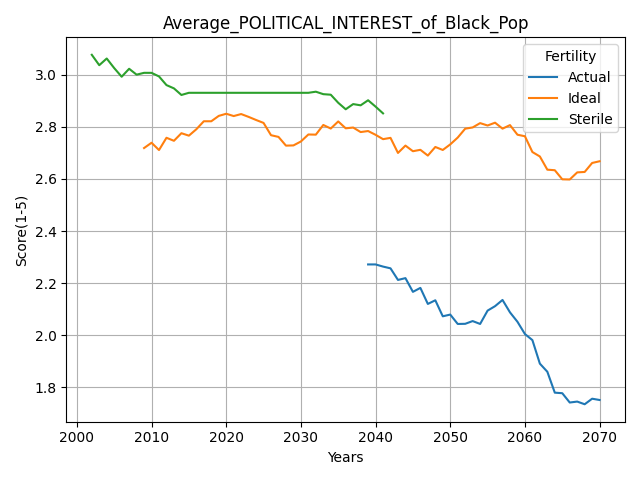 Average_POLITICAL_INTEREST_of_Black_Pop
Fertility
Actual
Ideal
Sterile
Score(1-5)
3.0
2.8
2.6
2.4
2.2
2.0
1.8
2000 2010 2020 2030 2040 2050 2060 2070
Years